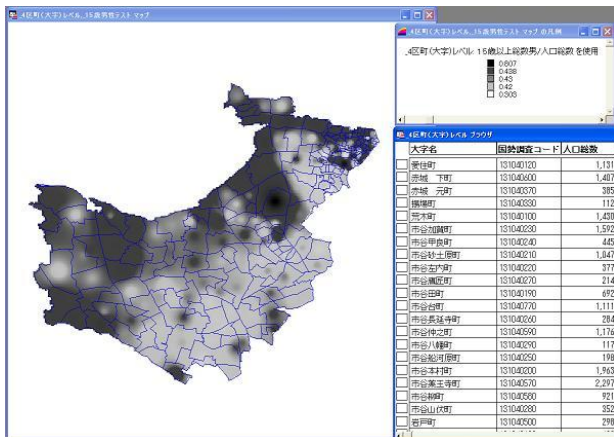 _4区町(大字)レベル_15歳男性テスト マップ
_4区町(大字)レベル_15歳男性テスト マップ の凡例
_4区町(大字)レベル: 15歳以上総数男/人口総数 を使用
0.607
0.438
0.43
0.42
0.303
_4区町(大字)レベル ブラウザ
大字名 国勢調査コード 人口総数
愛住町 131040120 1,131
赤城 下町 131040600 1,407
赤城 元町 131040370 385
横場町 131040330 112
荒木町 131040100 1,430
市谷加賀町 131040230 1,592
市谷甲良町 131040240 445
市谷砂土原町 131040210 1,047
市谷左内町 131040220 377
市谷鷹匠町 131040270 214
市谷田町 131040190 692
市谷台町 131040770 1,111
市谷長延寺町 131040260 284
市谷仲之町 131040590 1,176
市谷八幡町 131040290 117
市谷船河原町 131040250 198
市谷本村町 131040200 1,963
市谷薬王寺町 131040570 2,297
市谷柳町 131040580 921
市谷山伏町 131040280 352
岩戸町 131040500 298